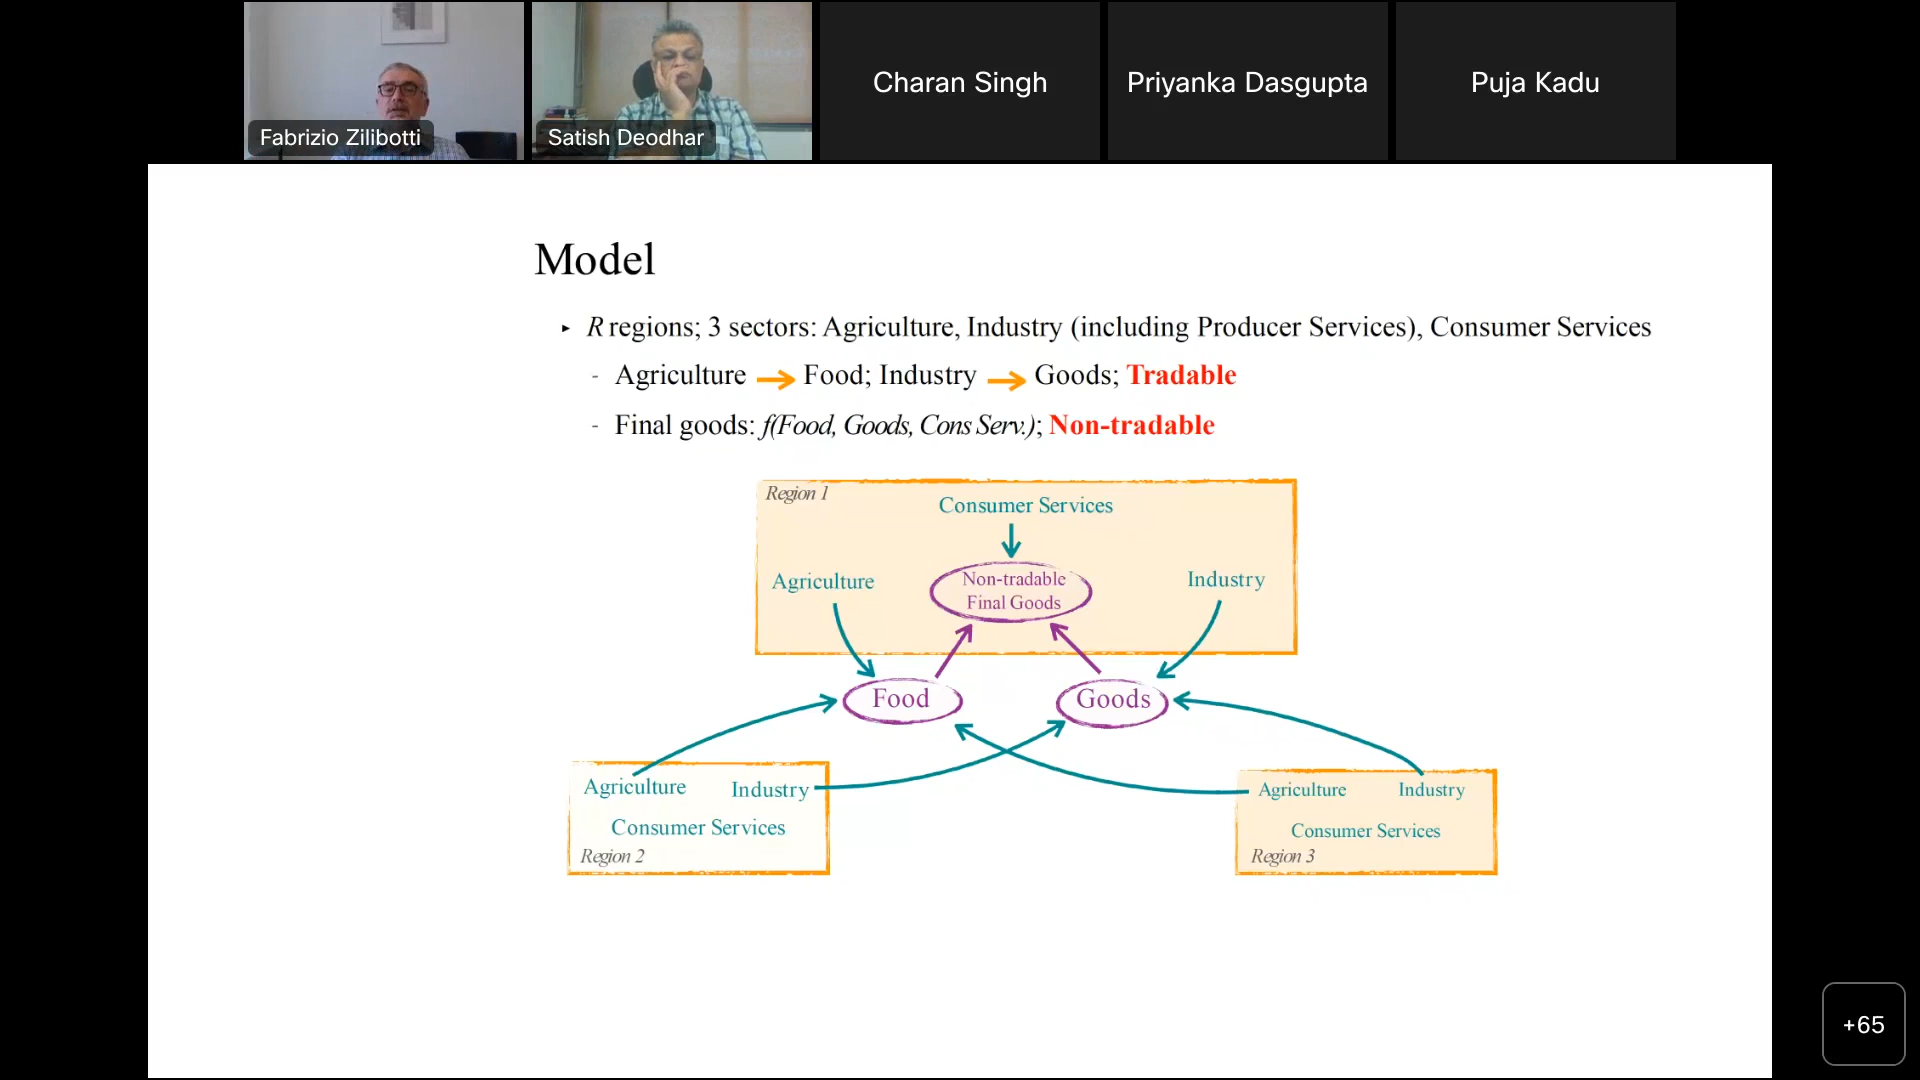 Fabrizio Zilibotti
Satish Deodhar
Charan Singh
Priyanka Dasgupta
Puja Kadu
Model
▸ R regions; 3 sectors: Agriculture, Industry (including Producer Services), Consumer Services
- Agriculture → Food; Industry → Goods; Tradable
- Final goods: f(Food, Goods, Cons Serv.); Non-tradable
Region 1
Consumer Services
Agriculture
Non-tradable
Final Goods
Industry
Food
Goods
Agriculture
Industry
Consumer Services
Region 2
Agriculture
Industry
Consumer Services
Region 3
+65